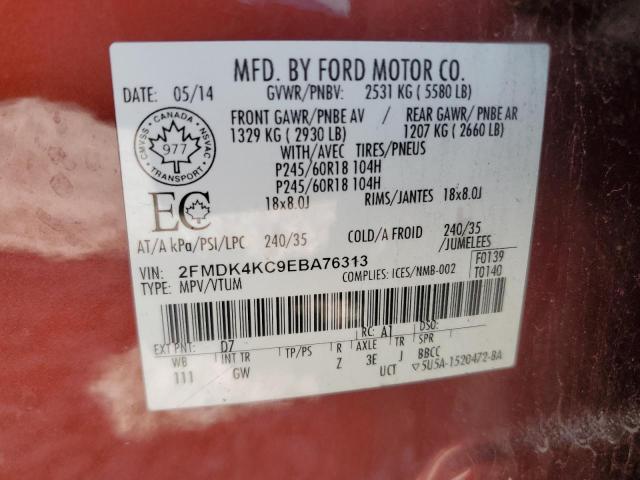 MFD. BY FORD MOTOR CO.
DATE: 05/14 GVWR/PNBV: 2531 KG ( 5580 LB)
FRONT GAWR/PNBE AV / REAR GAWR/ PNBE AR
1329 KG ( 2930 LB) 1207 KG ( 2660 LB)
WITH/AVEC TIRES/PNEUS
P245/60R18 104H
P245/60R18 104H
18x8.0J RIMS/JANTES 18x8.0J
CANADA
CMVSS NSVAC
977
TRANSPORT
EC
AT/A kPa/PSI/LPC 240/35 COLD/A FROID 240/35
/JUMELEES
VIN: 2FMDK4KC9EBA76313 F0139
TYPE: MPV/VTUM COMPLIES: ICES/NMB-002 T0140
EXT PNT: DZ RC: A1 DSO:
WB INT TR TP/PS R AXLE TR SPR
111 GW Z 3E J BBCC
UCT ▽5U5A-1520472-BA